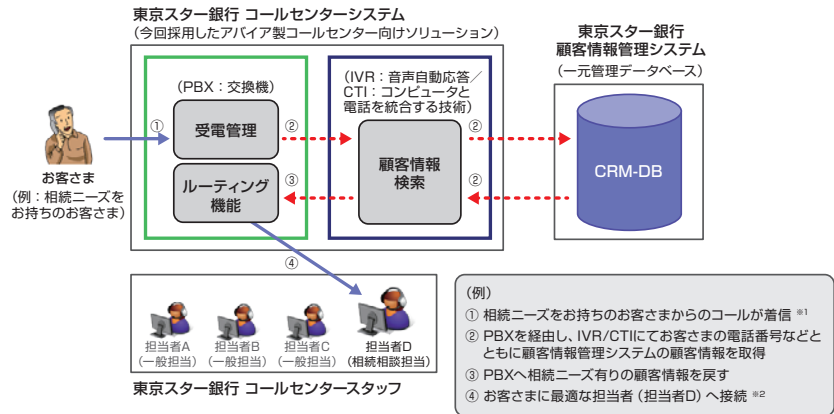 東京スター銀行 コールセンターシステム
(今回採用したアバイア製コールセンター向けソリューション)
東京スター銀行
顧客情報管理システム
(一元管理データベース)
(PBX:交換機)
(IVR:音声自動応答/
CTI:コンピュータと
電話を統合する技術)
①
受電管理
②
②
顧客情報
検索
CRM-DB
お客さま
(例:相続ニーズを
お持ちのお客さま)
ルーティング
機能
③
②
④
担当者A
(一般担当)
担当者B
(一般担当)
担当者C
(一般担当)
担当者D
(相続相談担当)
東京スター銀行 コールセンタースタッフ
(例)
① 相続ニーズをお持ちのお客さまからのコールが着信 ※1
② PBXを経由し、IVR/CTIにてお客さまの電話番号などと
ともに顧客情報管理システムの顧客情報を取得
③ PBXへ相続ニーズ有りの顧客情報を戻す
④ お客さまに最適な担当者(担当者D)へ接続 ※2